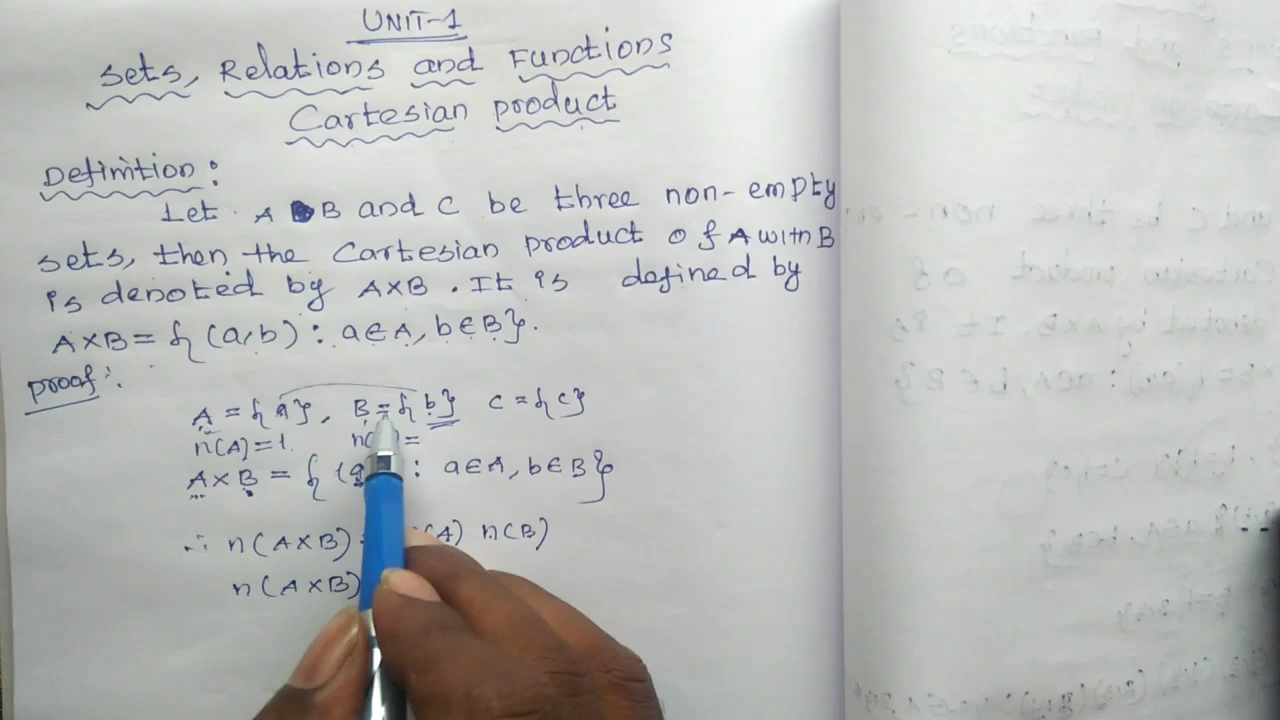 UNIT-1
Sets, Relations and Functions
Cartesian product
Definition:
Let A B and C be three non-empty
sets, then the Cartesian product of A with B
is denoted by A×B. It is defined by
A×B = {(a,b) : a∈A, b∈B}.
proof:
A = {a}, B = {b} C = {c}
n(A)=1. n( ) =
A×B = {(a : a∈A, b∈B}
∴ n(A×B) (A) n(B)
n(A×B)